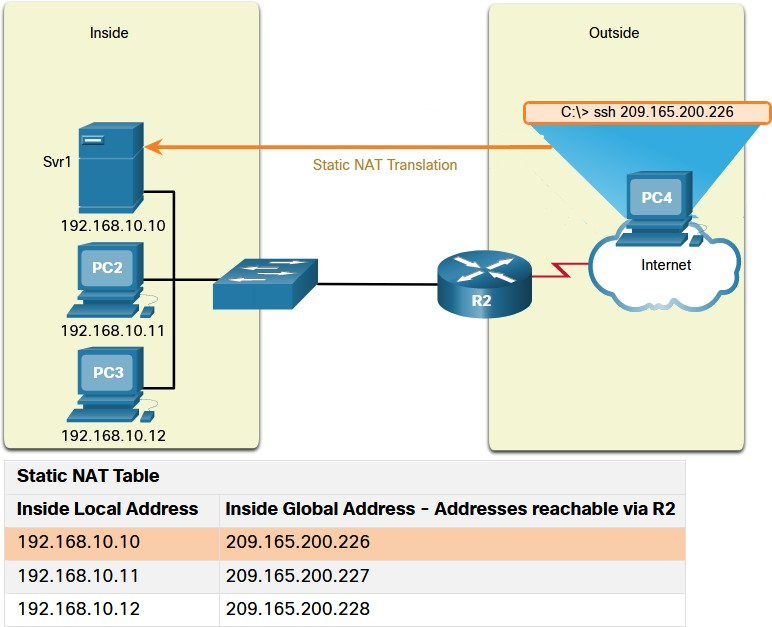 Inside
Outside
C:\> ssh 209.165.200.226
Svr1
Static NAT Translation
PC4
192.168.10.10
PC2
Internet
R2
192.168.10.11
PC3
192.168.10.12
Static NAT Table
Inside Local Address Inside Global Address - Addresses reachable via R2
192.168.10.10 209.165.200.226
192.168.10.11 209.165.200.227
192.168.10.12 209.165.200.228